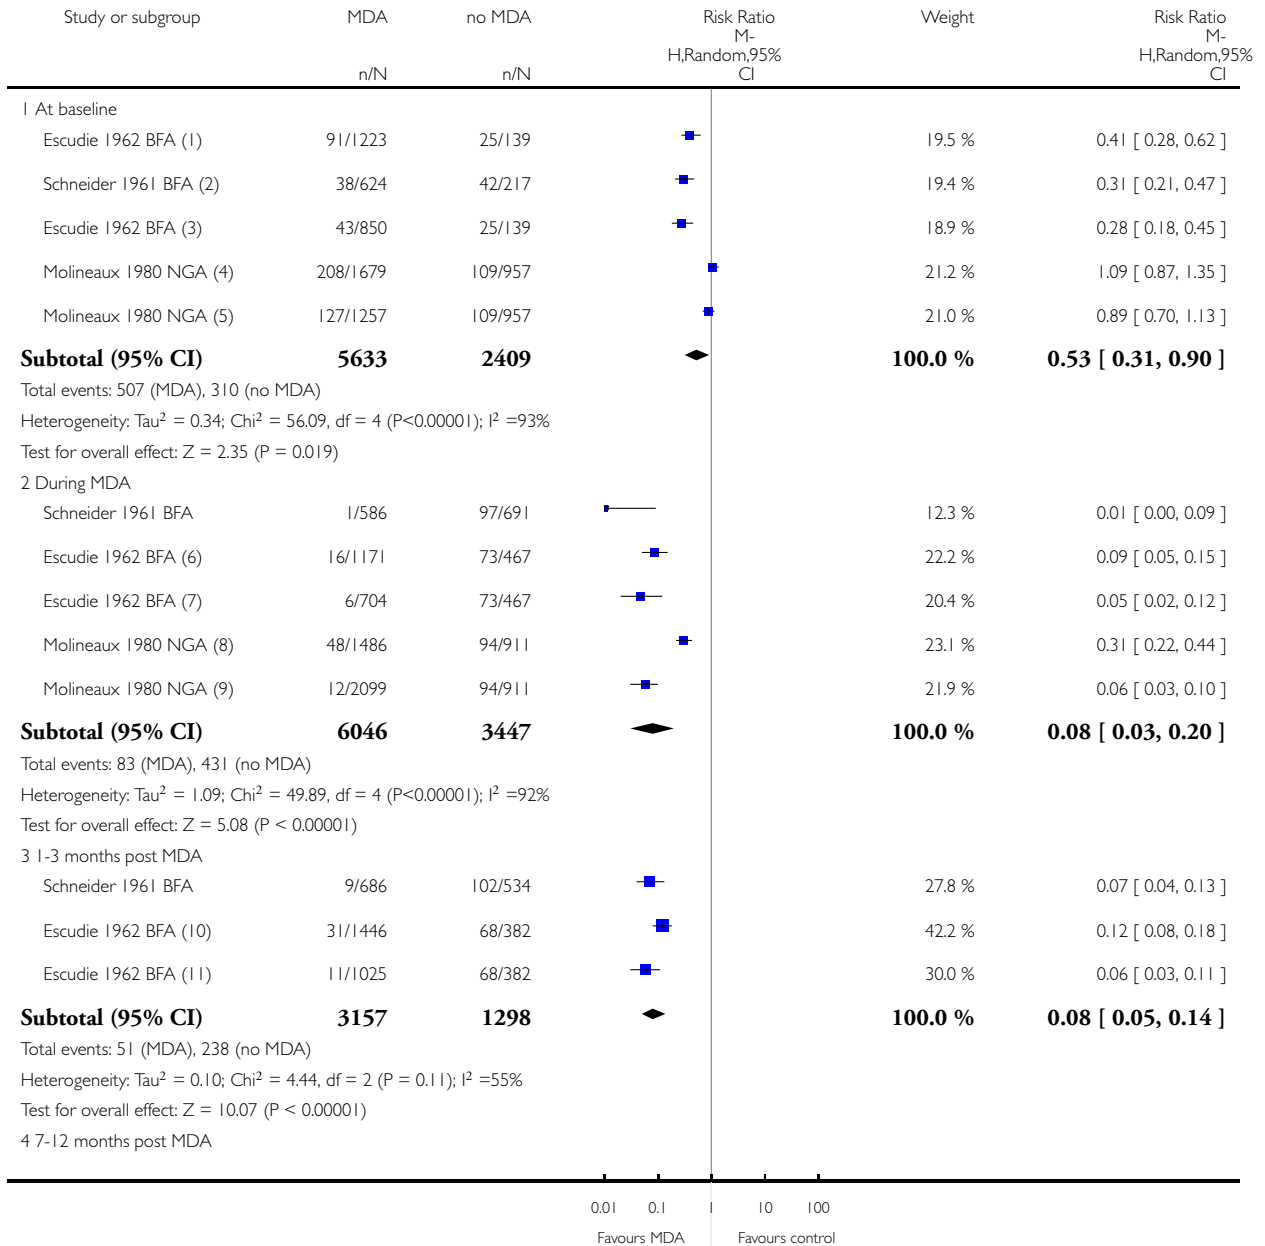 Study or subgroup MDA no MDA Risk Ratio Weight Risk Ratio
M- M-
H,Random,95% H,Random,95%
n/N n/N CI CI
1 At baseline
Escudie 1962 BFA (1) 91/1223 25/139 19.5 % 0.41 [ 0.28, 0.62 ]
Schneider 1961 BFA (2) 38/624 42/217 19.4 % 0.31 [ 0.21, 0.47 ]
Escudie 1962 BFA (3) 43/850 25/139 18.9 % 0.28 [ 0.18, 0.45 ]
Molineaux 1980 NGA (4) 208/1679 109/957 21.2 % 1.09 [ 0.87, 1.35 ]
Molineaux 1980 NGA (5) 127/1257 109/957 21.0 % 0.89 [ 0.70, 1.13 ]
Subtotal (95% CI) 5633 2409 100.0 % 0.53 [ 0.31, 0.90 ]
Total events: 507 (MDA), 310 (no MDA)
Heterogeneity: Tau² = 0.34; Chi² = 56.09, df = 4 (P<0.00001); I² =93%
Test for overall effect: Z = 2.35 (P = 0.019)
2 During MDA
Schneider 1961 BFA 1/586 97/691 12.3 % 0.01 [ 0.00, 0.09 ]
Escudie 1962 BFA (6) 16/1171 73/467 22.2 % 0.09 [ 0.05, 0.15 ]
Escudie 1962 BFA (7) 6/704 73/467 20.4 % 0.05 [ 0.02, 0.12 ]
Molineaux 1980 NGA (8) 48/1486 94/911 23.1 % 0.31 [ 0.22, 0.44 ]
Molineaux 1980 NGA (9) 12/2099 94/911 21.9 % 0.06 [ 0.03, 0.10 ]
Subtotal (95% CI) 6046 3447 100.0 % 0.08 [ 0.03, 0.20 ]
Total events: 83 (MDA), 431 (no MDA)
Heterogeneity: Tau² = 1.09; Chi² = 49.89, df = 4 (P<0.00001); I² =92%
Test for overall effect: Z = 5.08 (P < 0.00001)
3 1-3 months post MDA
Schneider 1961 BFA 9/686 102/534 27.8 % 0.07 [ 0.04, 0.13 ]
Escudie 1962 BFA (10) 31/1446 68/382 42.2 % 0.12 [ 0.08, 0.18 ]
Escudie 1962 BFA (11) 11/1025 68/382 30.0 % 0.06 [ 0.03, 0.11 ]
Subtotal (95% CI) 3157 1298 100.0 % 0.08 [ 0.05, 0.14 ]
Total events: 51 (MDA), 238 (no MDA)
Heterogeneity: Tau² = 0.10; Chi² = 4.44, df = 2 (P = 0.11); I² =55%
Test for overall effect: Z = 10.07 (P < 0.00001)
4 7-12 months post MDA
0.01 0.1 1 10 100
Favours MDA Favours control